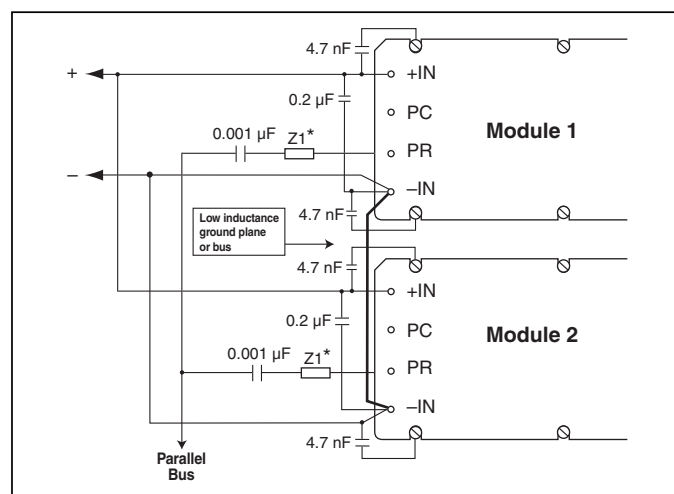 4.7 nF
+
+IN
0.2 µF
PC
Module 1
0.001 µF
Z1*
PR
–
–IN
4.7 nF
Low inductance
ground plane
or bus
4.7 nF
+IN
0.2 µF
PC
Module 2
0.001 µF
Z1*
PR
–IN
4.7 nF
Parallel
Bus